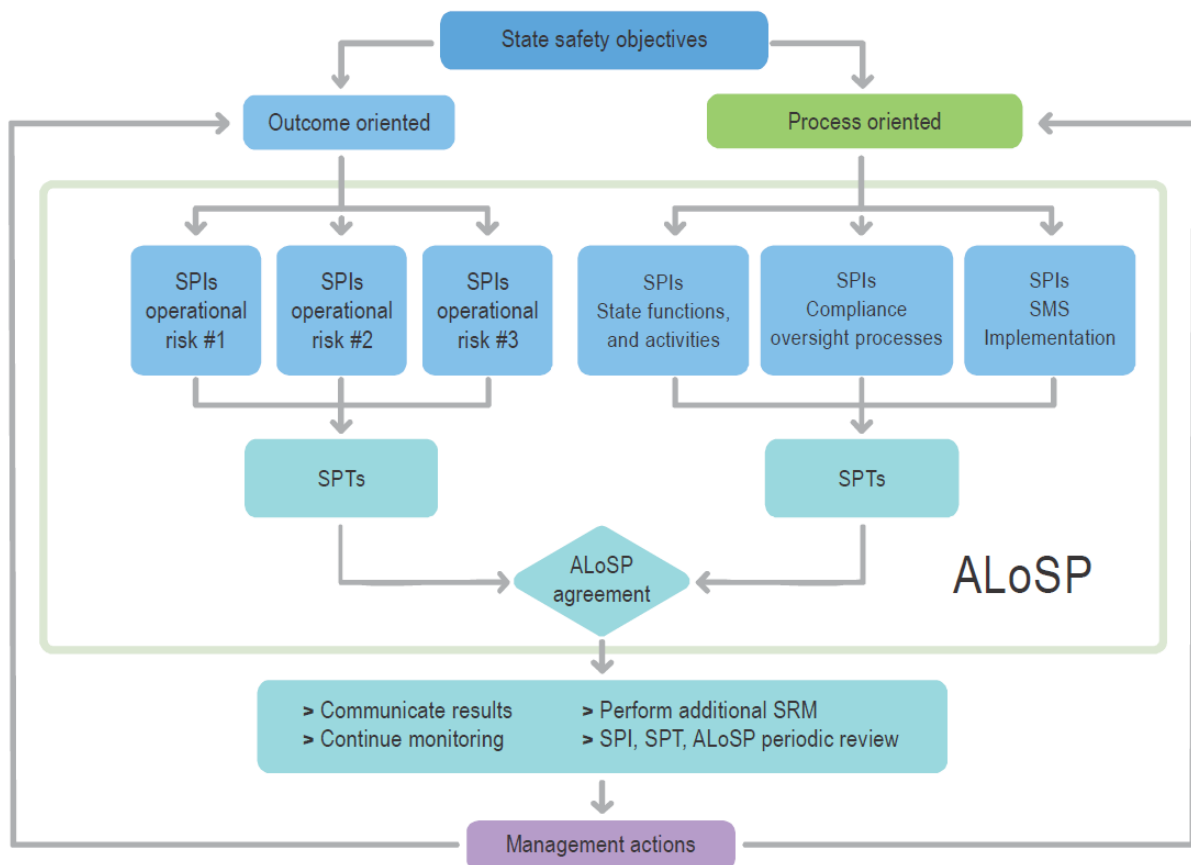 State safety objectives
Outcome oriented
Process oriented
SPIs
operational
risk #1
SPIs
operational
risk #2
SPIs
operational
risk #3
SPIs
State functions,
and activities
SPIs
Compliance
oversight processes
SPIs
SMS
Implementation
SPTs
SPTs
ALoSP
agreement
ALoSP
> Communicate results
> Continue monitoring
> Perform additional SRM
> SPI, SPT, ALoSP periodic review
Management actions